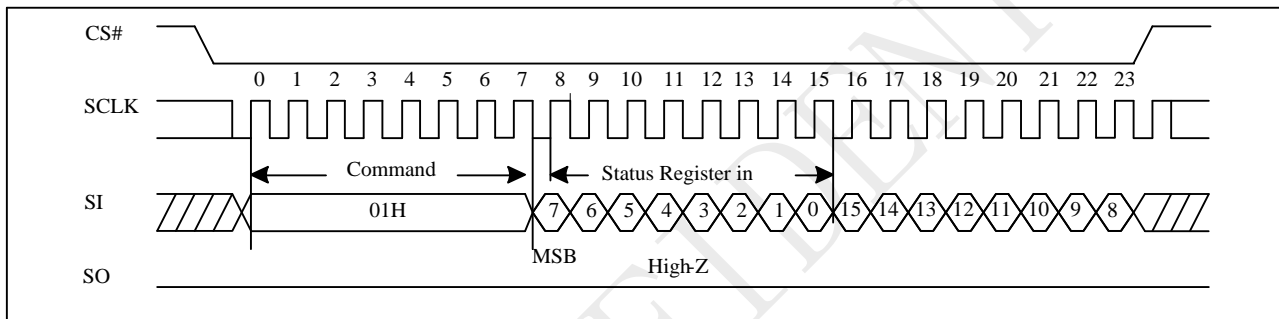 CS#
0 1 2 3 4 5 6 7 8 9 10 11 12 13 14 15 16 17 18 19 20 21 22 23
SCLK
Command Status Register in
SI 01H 7 6 5 4 3 2 1 0 15 14 13 12 11 10 9 8
MSB High-Z
SO